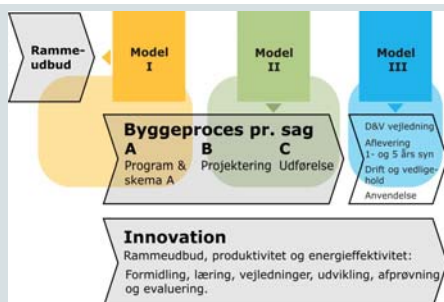 Ramme-
udbud
Model
I
Model
II
Model
III
Byggeproces pr. sag
A
Program &
skema A
B
Projektering
C
Udførelse
D&V vejledning
Aflevering
1- og 5 års syn
Drift og vedlige-
hold
Anvendelse
Innovation
Rammeudbud, produktivitet og energieffektivitet:
Formidling, læring, vejledninger, udvikling, afprøvning
og evaluering.